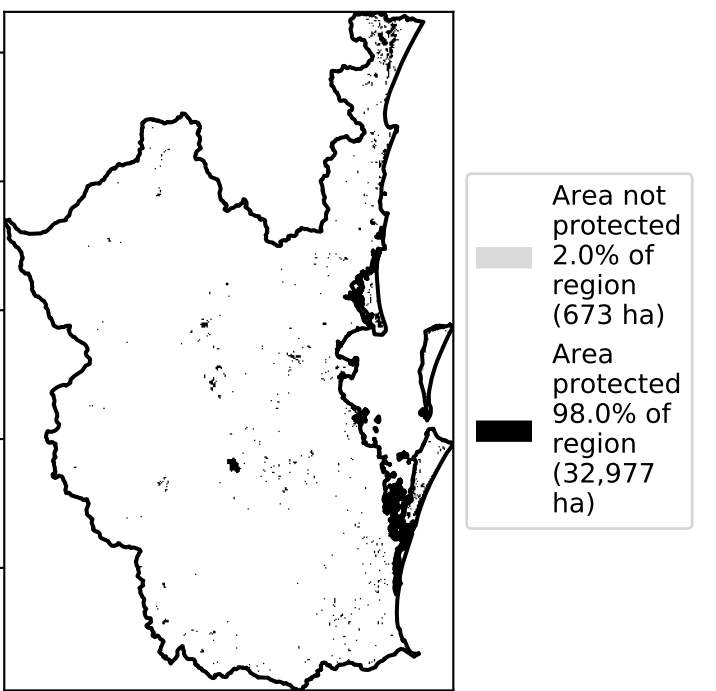 Area not
protected
2.0% of
region
(673 ha)
Area
protected
98.0% of
region
(32,977
ha)